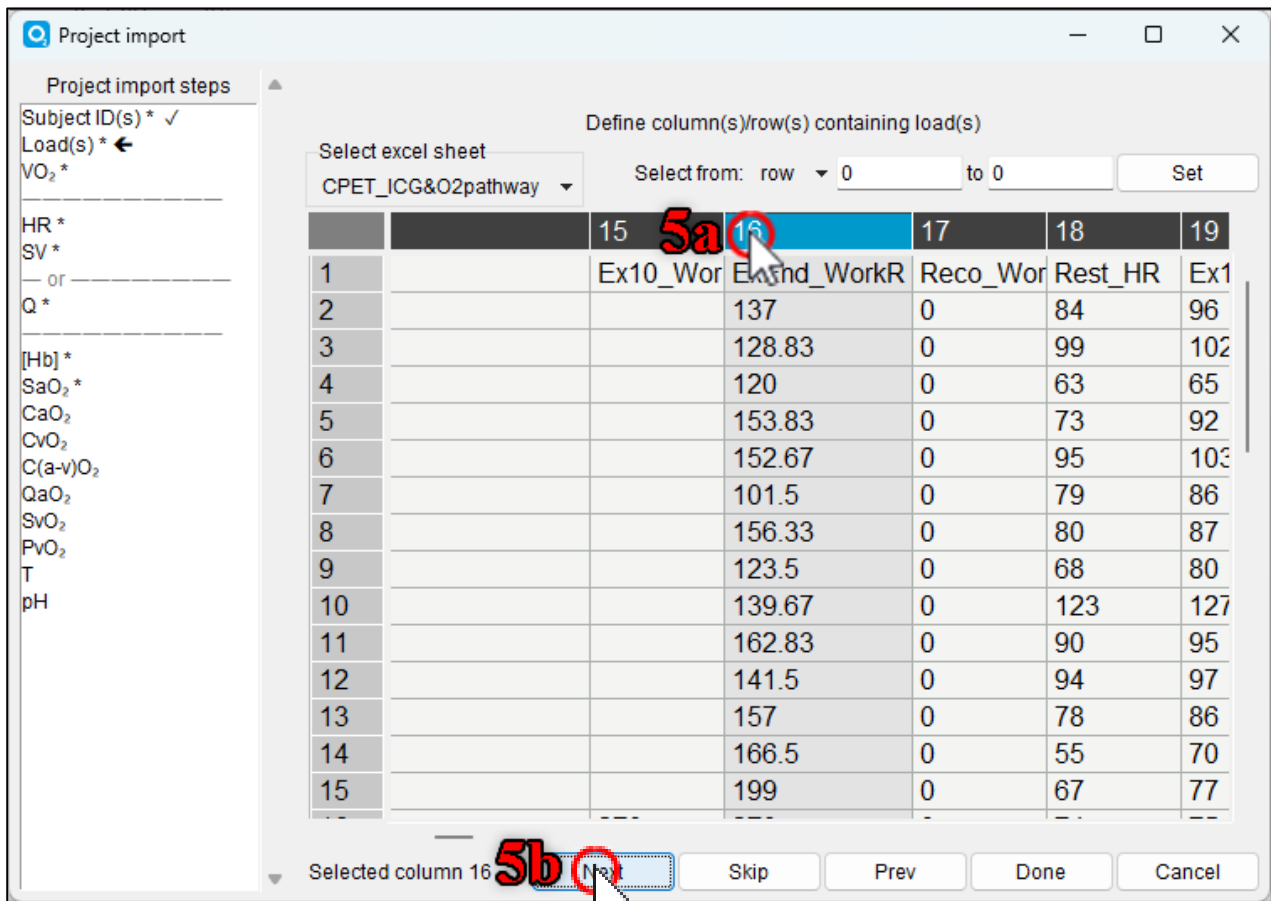 Project import
Project import steps
Subject ID(s) * ✓
Load(s) * 🡰
VO₂ *
HR *
SV *
— or
Q *
[Hb] *
SaO₂ *
CaO₂
CvO₂
C(a-v)O₂
QaO₂
SvO₂
PvO₂
T
pH
Define column(s)/row(s) containing load(s)
Select excel sheet
CPET_ICG&O2pathway
Select from: row 0 to 0 Set
15 5a 16 17 18 19
1 Ex10_Wor nd_WorkR Reco_Wor Rest_HR Ex1
2 137 0 84 96
3 128.83 0 99 102
4 120 0 63 65
5 153.83 0 73 92
6 152.67 0 95 103
7 101.5 0 79 86
8 156.33 0 80 87
9 123.5 0 68 80
10 139.67 0 123 127
11 162.83 0 90 95
12 141.5 0 94 97
13 157 0 78 86
14 166.5 0 55 70
15 199 0 67 77
Selected column 16 5b Next Skip Prev Done Cancel